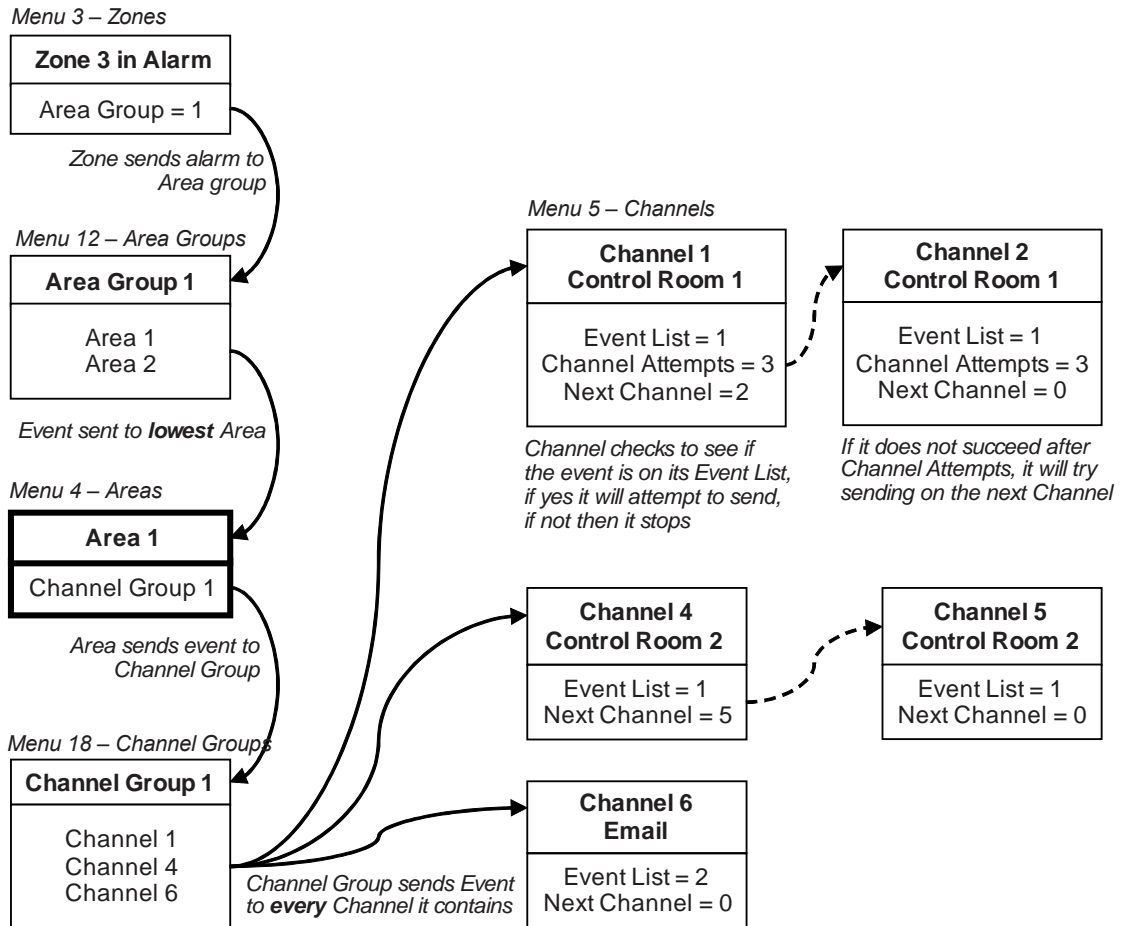 Menu 3 – Zones
Zone 3 in Alarm
Area Group = 1
Zone sends alarm to
Area group
Menu 12 – Area Groups
Area Group 1
Area 1
Area 2
Event sent to lowest Area
Menu 4 – Areas
Area 1
Channel Group 1
Area sends event to
Channel Group
Menu 18 – Channel Groups
Channel Group 1
Channel 1
Channel 4
Channel 6
Channel Group sends Event
to every Channel it contains
Menu 5 – Channels
Channel 1
Control Room 1
Event List = 1
Channel Attempts = 3
Next Channel = 2
Channel checks to see if
the event is on its Event List,
if yes it will attempt to send,
if not then it stops
Channel 2
Control Room 1
Event List = 1
Channel Attempts = 3
Next Channel = 0
If it does not succeed after
Channel Attempts, it will try
sending on the next Channel
Channel 4
Control Room 2
Event List = 1
Next Channel = 5
Channel 5
Control Room 2
Event List = 1
Next Channel = 0
Channel 6
Email
Event List = 2
Next Channel = 0